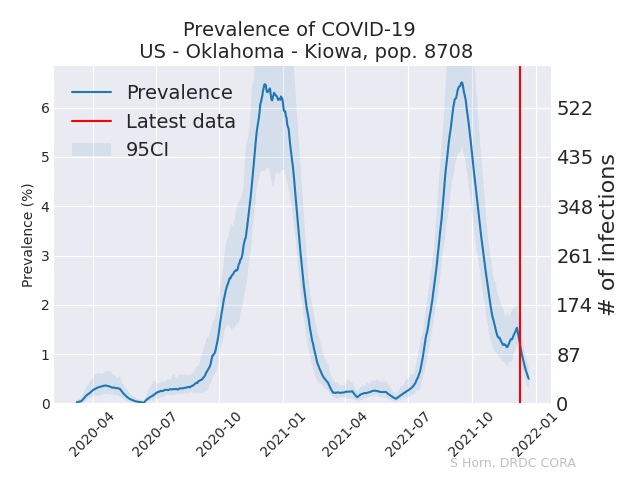 Prevalence of COVID-19
US - Oklahoma - Kiowa, pop. 8708
Prevalence
Latest data
95CI
Prevalence (%)
6
5
4
3
2
1
0
522
435
348
261
174
87
0
# of infections
2020-04
2020-07
2020-10
2021-01
2021-04
2021-07
2021-10
2022-01
S Horn, DRDC CORA